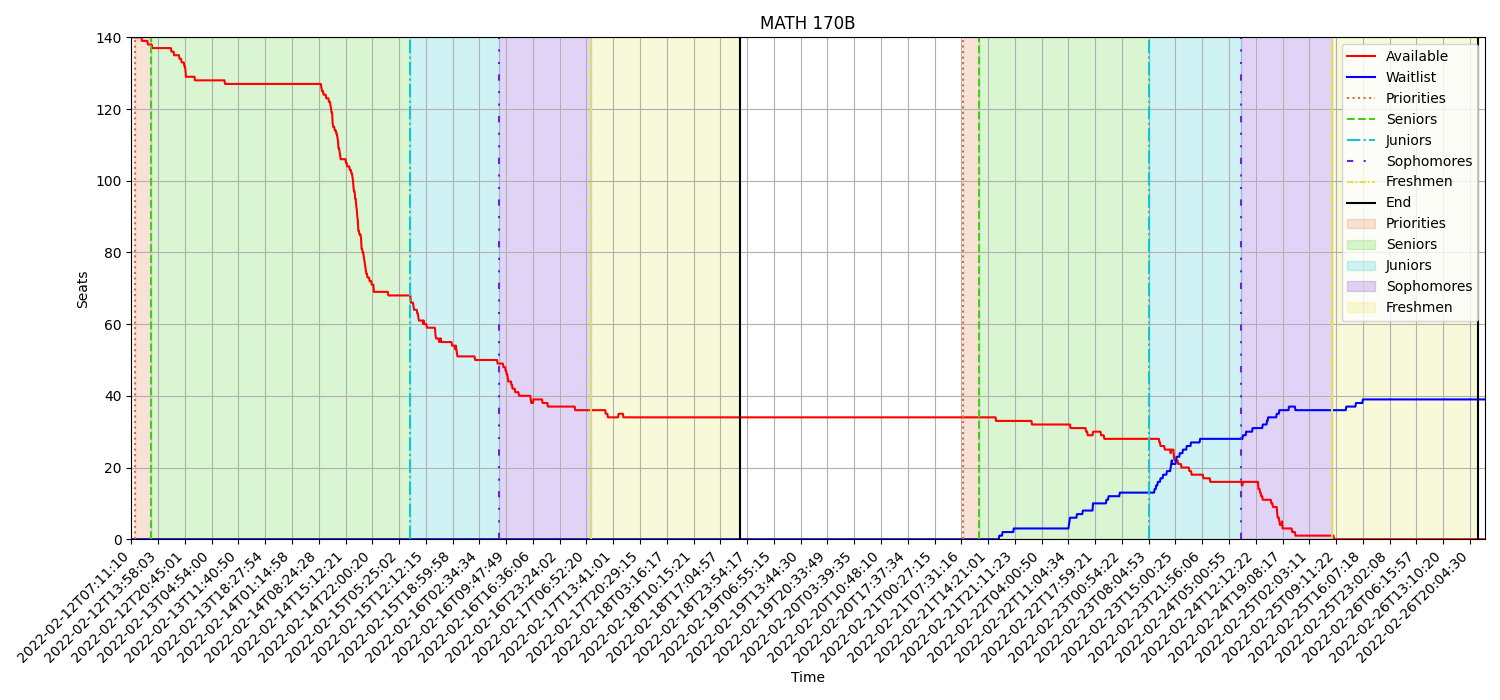 MATH 170B
140
120
100
80
60
40
20
0
Seats
Available
Waitlist
Priorities
Seniors
Juniors
Sophomores
Freshmen
End
Priorities
Seniors
Juniors
Sophomores
Freshmen
2022-02-12T07:11:10
2022-02-12T13:58:03
2022-02-12T20:45:01
2022-02-13T04:54:00
2022-02-13T11:40:50
2022-02-13T18:27:54
2022-02-14T01:14:58
2022-02-14T08:24:28
2022-02-14T15:12:21
2022-02-14T22:00:20
2022-02-15T05:25:02
2022-02-15T12:12:15
2022-02-15T18:59:58
2022-02-16T02:34:34
2022-02-16T09:47:49
2022-02-16T16:36:06
2022-02-16T23:24:02
2022-02-17T06:52:20
2022-02-17T13:41:01
2022-02-17T20:29:15
2022-02-18T03:16:17
2022-02-18T10:15:21
2022-02-18T17:04:57
2022-02-18T23:54:17
2022-02-19T06:55:15
2022-02-19T13:44:30
2022-02-19T20:33:49
2022-02-20T03:39:35
2022-02-20T10:48:10
2022-02-20T17:37:34
2022-02-21T00:27:15
2022-02-21T07:31:16
2022-02-21T14:21:01
2022-02-21T21:11:23
2022-02-22T04:00:50
2022-02-22T11:04:34
2022-02-22T17:59:21
2022-02-23T00:54:22
2022-02-23T08:04:53
2022-02-23T15:00:25
2022-02-23T21:56:06
2022-02-24T05:00:55
2022-02-24T12:12:22
2022-02-24T19:08:17
2022-02-25T02:03:11
2022-02-25T09:11:22
2022-02-25T16:07:18
2022-02-25T23:02:08
2022-02-26T06:15:57
2022-02-26T13:10:20
2022-02-26T20:04:30
Time